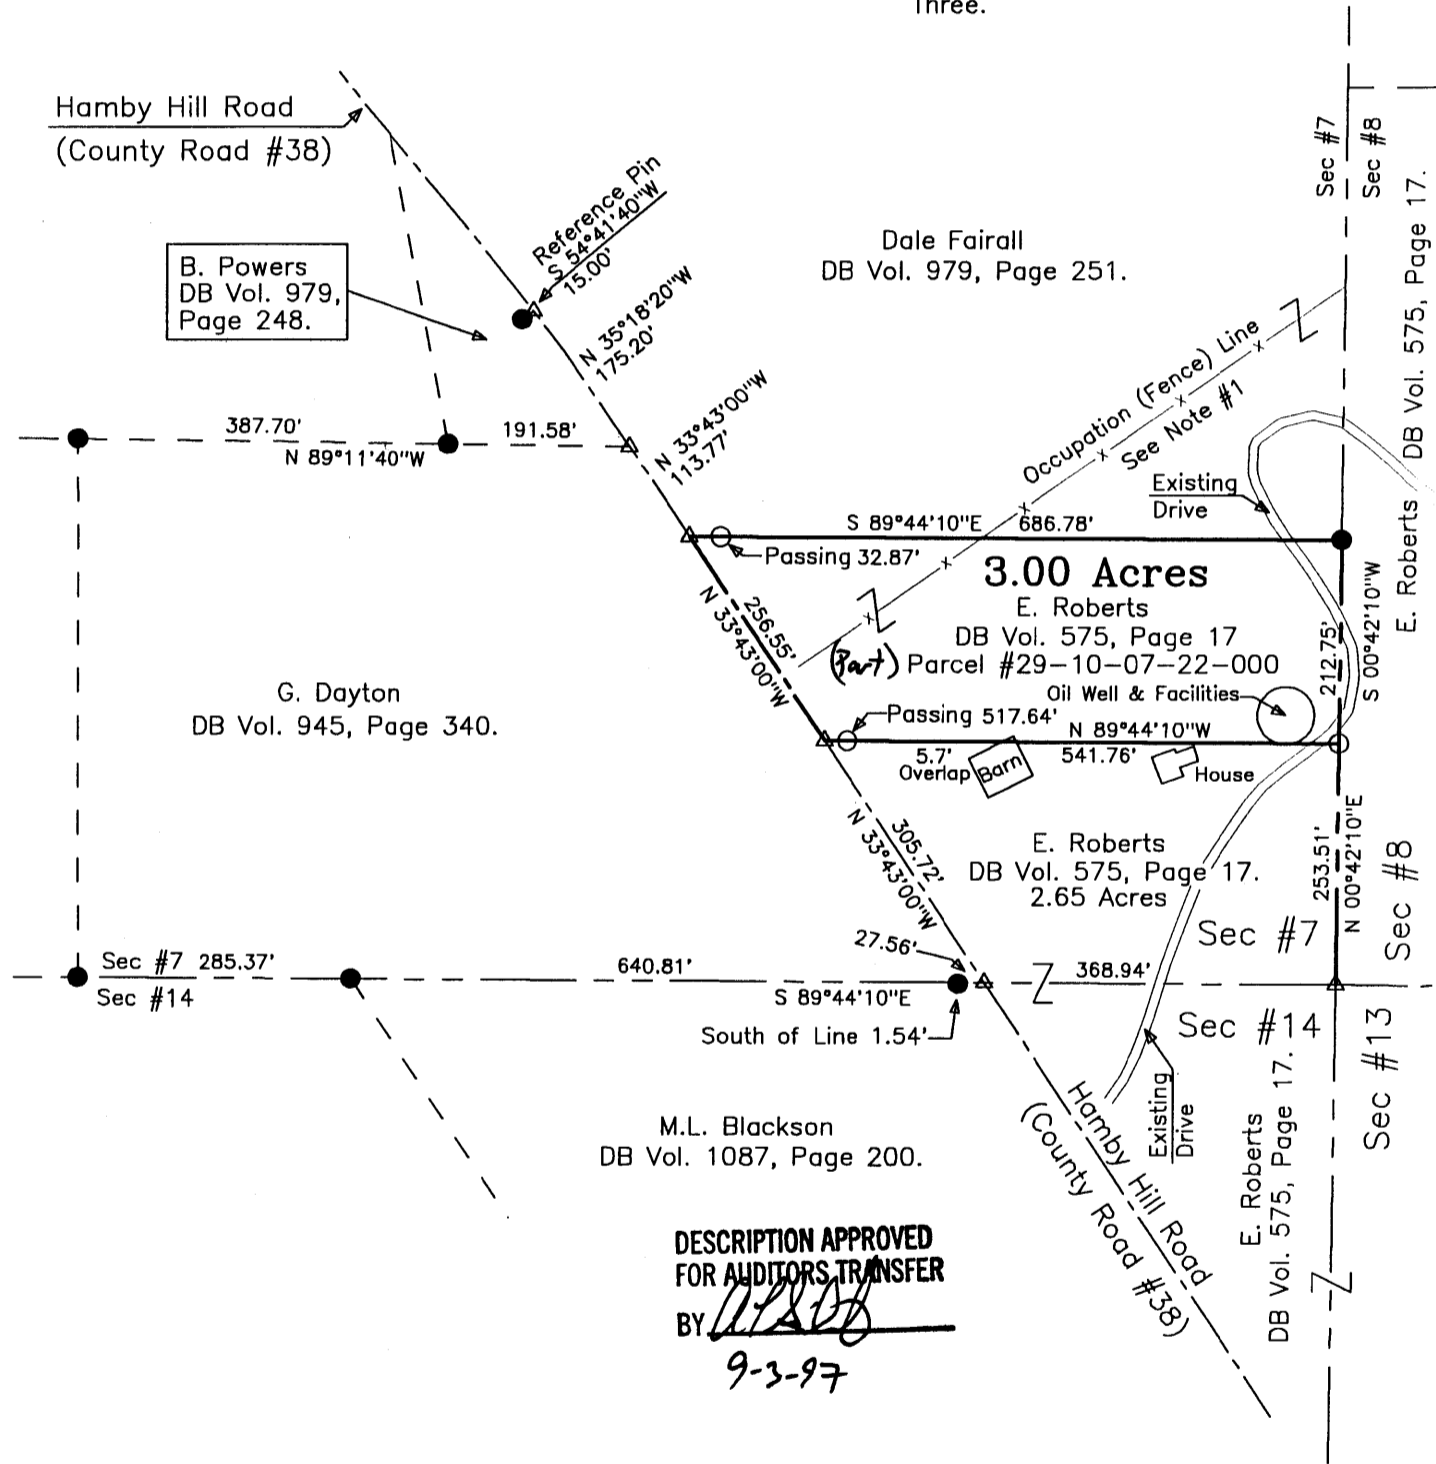 Three.
Hamby Hill Road
(County Road #38)
Sec #7
Sec #8
Reference Pin
S 54°41'40"W
15.00'
B. Powers
DB Vol. 979,
Page 248.
Dale Fairall
DB Vol. 979, Page 251.
E. Roberts DB Vol. 575, Page 17.
N 35°18'20"W
175.20'
Occupation (Fence) Line
See Note #1
N 33°43'00"W
113.77'
387.70'
191.58'
N 89°11'40"W
Existing
Drive
S 89°44'10"E 686.78'
Passing 32.87'
3.00 Acres
E. Roberts
DB Vol. 575, Page 17
(Part) Parcel #29-10-07-22-000
256.55'
N 33°43'00"W
212.75'
S 00°42'10"W
Oil Well & Facilities
Passing 517.64'
N 89°44'10"W
541.76'
5.7'
Overlap
Barn
House
G. Dayton
DB Vol. 945, Page 340.
305.72'
N 33°43'00"W
E. Roberts
DB Vol. 575, Page 17.
2.65 Acres
253.51'
N 00°42'10"E
Sec #8
Sec #7
27.56'
Sec #7 285.37'
Sec #14
640.81'
368.94'
S 89°44'10"E
South of Line 1.54'
Sec #14
Sec #13
Existing
Drive
E. Roberts
DB Vol. 575, Page 17.
Hamby Hill Road
(County Road #38)
M.L. Blackson
DB Vol. 1087, Page 200.
DESCRIPTION APPROVED
FOR AUDITORS TRANSFER
BY
9-3-97